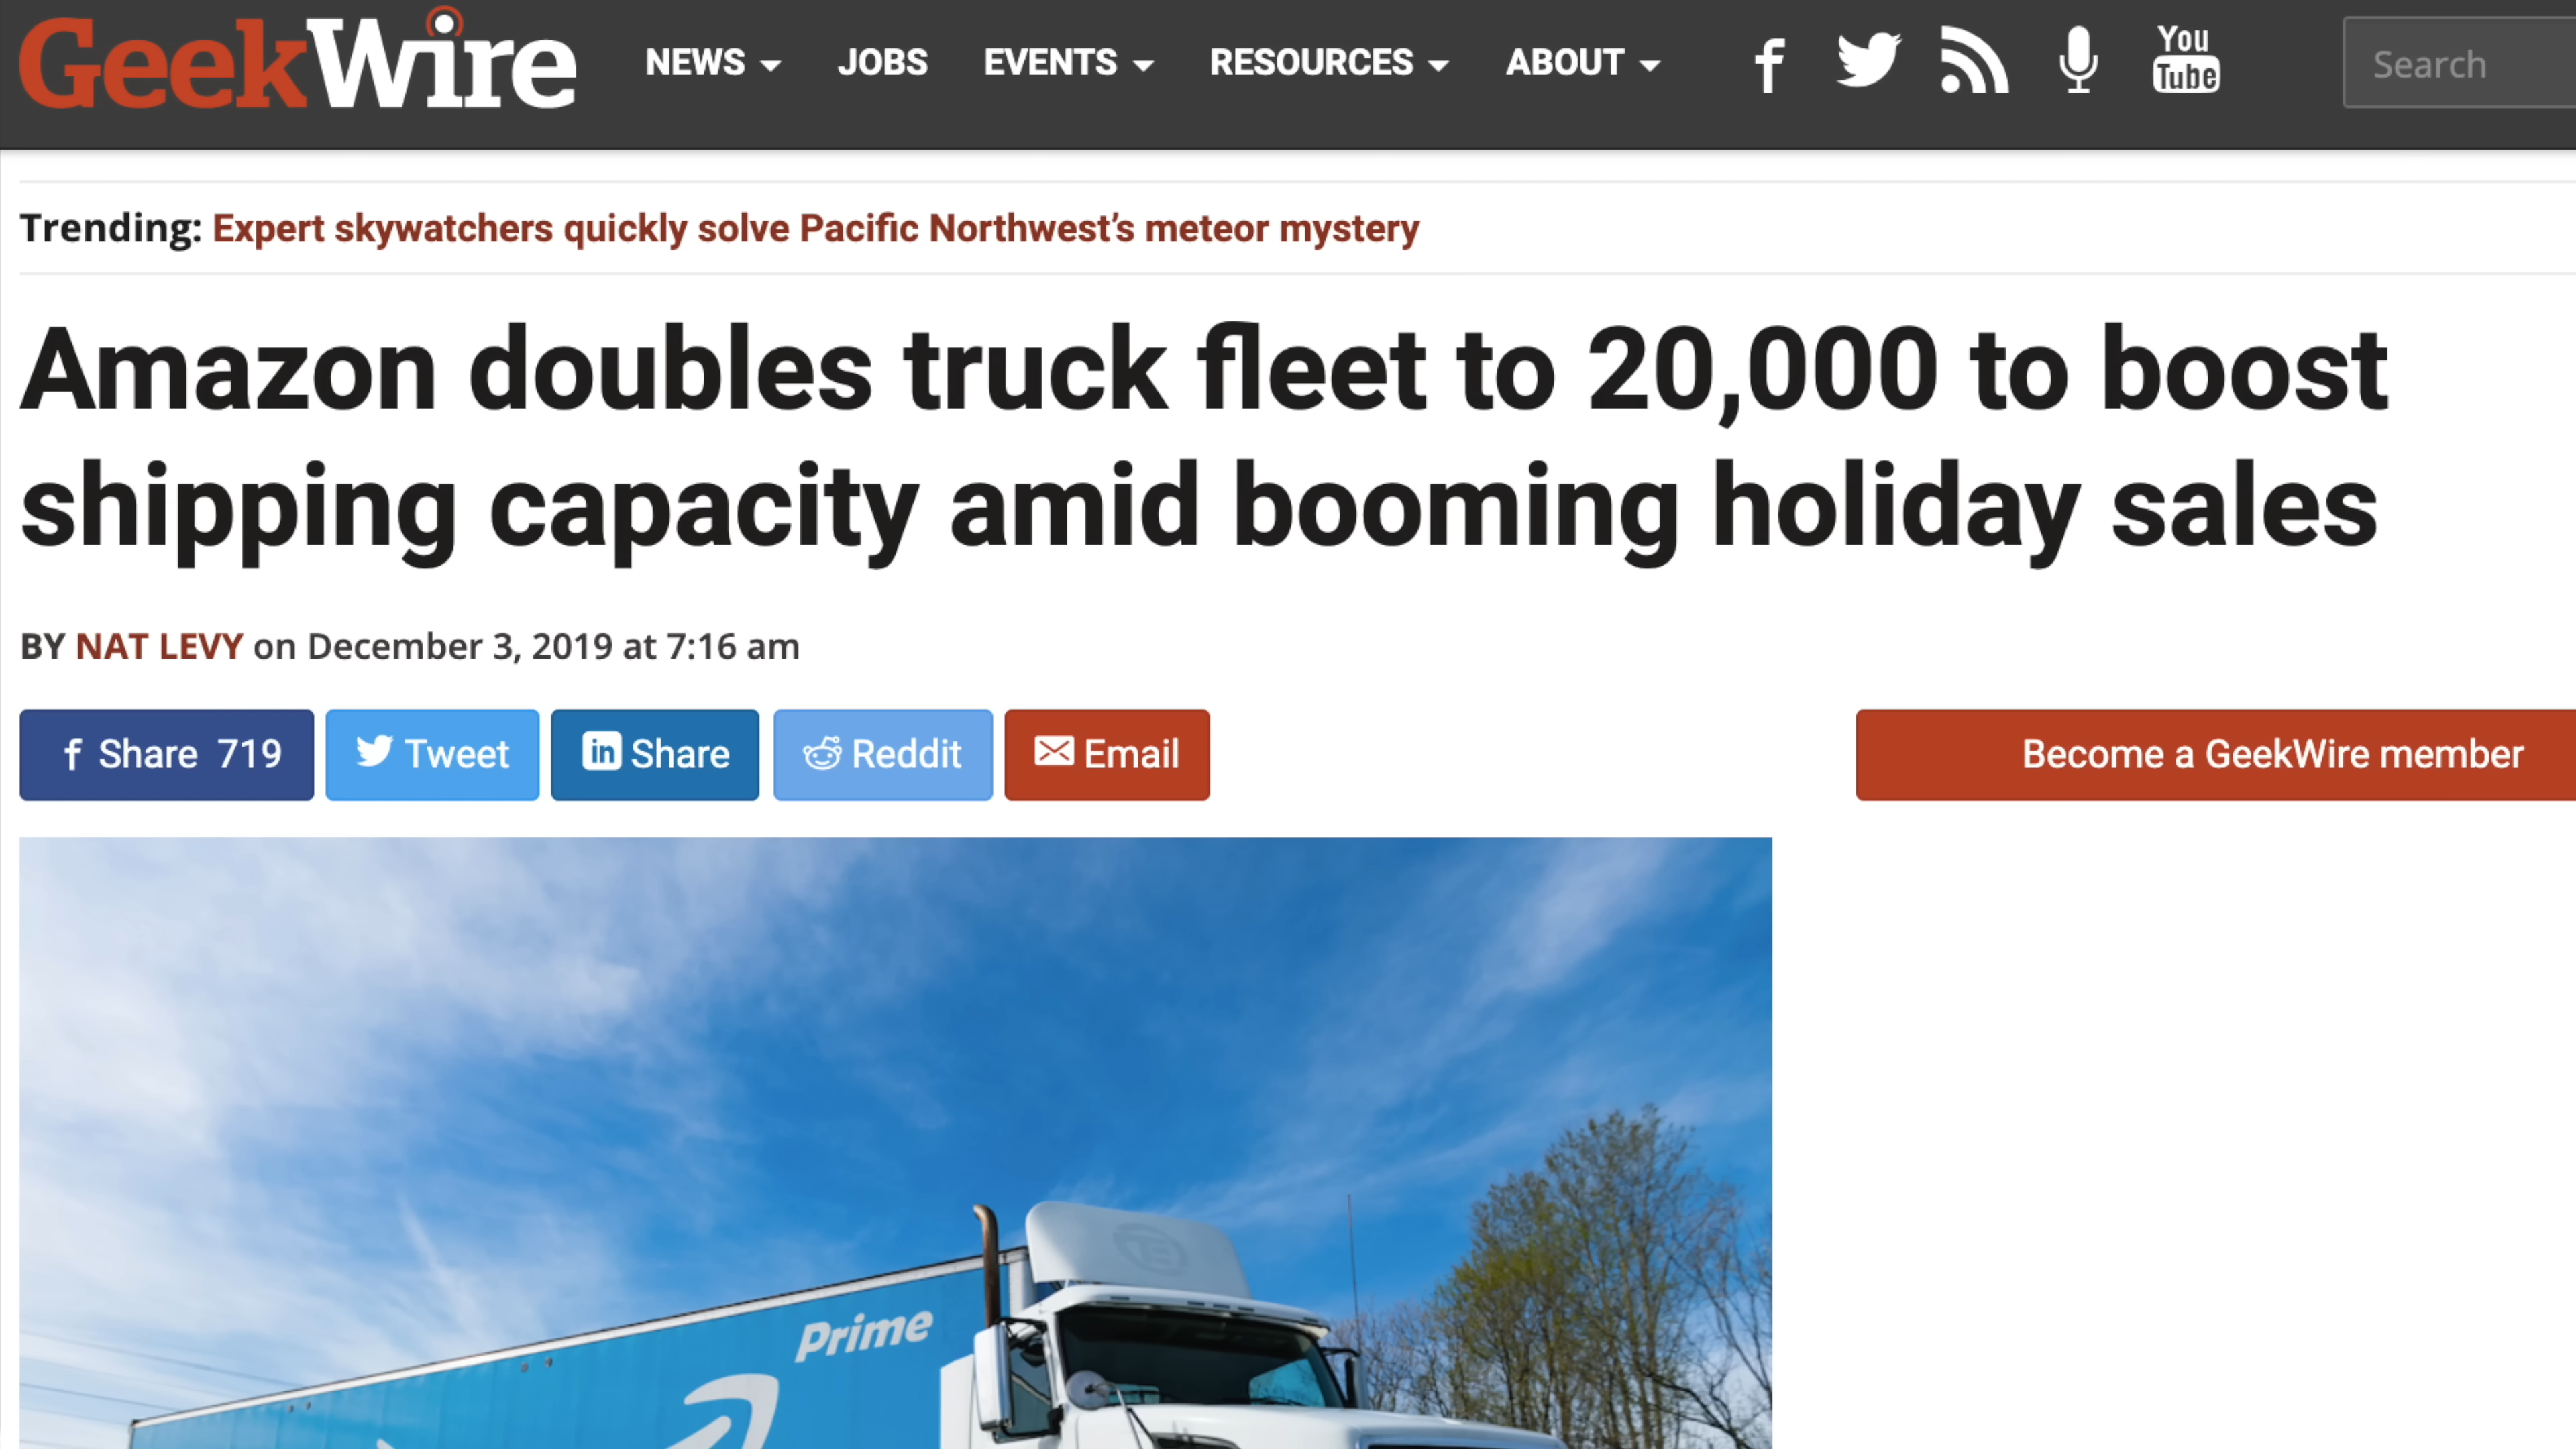 GeekWire NEWS JOBS EVENTS RESOURCES ABOUT You Tube Search
Trending: Expert skywatchers quickly solve Pacific Northwest's meteor mystery
Amazon doubles truck fleet to 20,000 to boost
shipping capacity amid booming holiday sales
BY NAT LEVY on December 3, 2019 at 7:16 am
f Share 719 Tweet in Share Reddit Email Become a GeekWire member
Prime